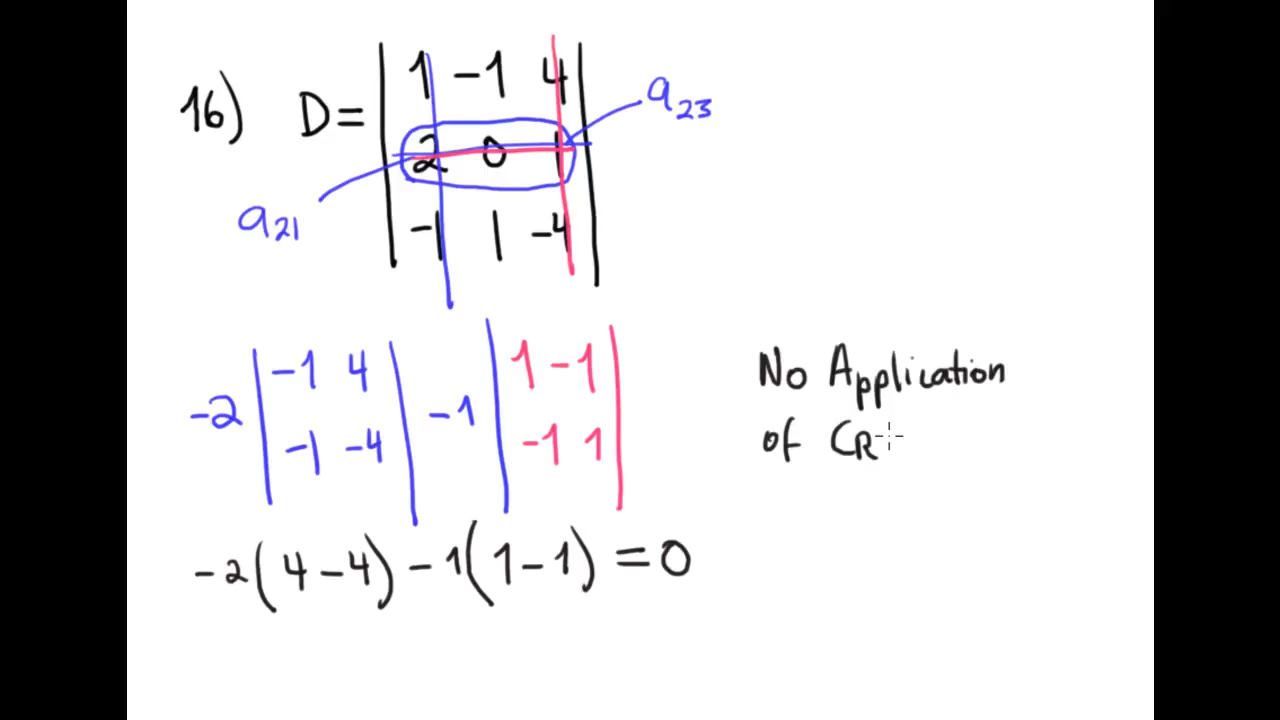 16) D = | 1 -1 4 |
a23
| 2 0 1 |
a21
| -1 1 -4 |
-2 | -1 4 | -1 | 1 -1 |
| -1 -4 | | -1 1 |
No Application
of CR
-2 ( 4 - 4 ) - 1 ( 1 - 1 ) = 0